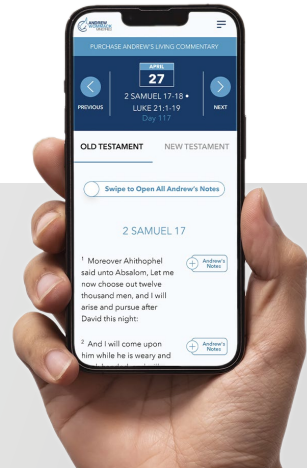 ANDREW
WOMMACK
MINISTRIES
PURCHASE ANDREW'S LIVING COMMENTARY
APRIL
27
PREVIOUS
2 SAMUEL 17-18 •
LUKE 21:1-19
Day 117
NEXT
OLD TESTAMENT
NEW TESTAMENT
Swipe to Open All Andrew's Notes
2 SAMUEL 17
1 Moreover Ahithophel
said unto Absalom, Let me
now choose out twelve
thousand men, and I will
arise and pursue after
David this night:
Andrew's
Notes
2 And I will come upon
him while he is weary and
Andrew's
Notes